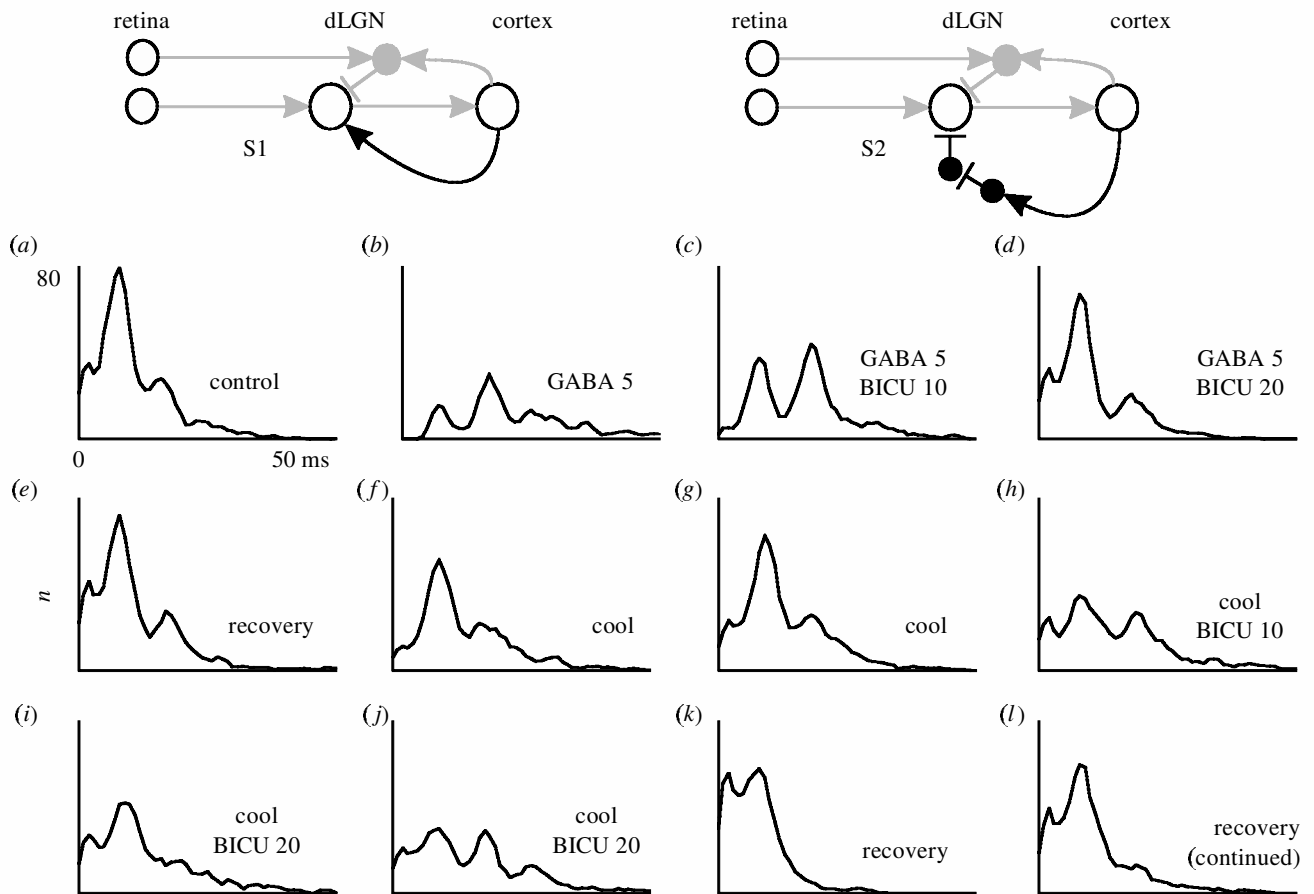 retina dLGN cortex
retina dLGN cortex
S1
S2
(a)
(b)
(c)
(d)
80
control
GABA 5
GABA 5
BICU 10
GABA 5
BICU 20
0 50 ms
(e)
(f)
(g)
(h)
n
recovery
cool
cool
cool
BICU 10
(i)
(j)
(k)
(l)
cool
BICU 20
cool
BICU 20
recovery
recovery
(continued)